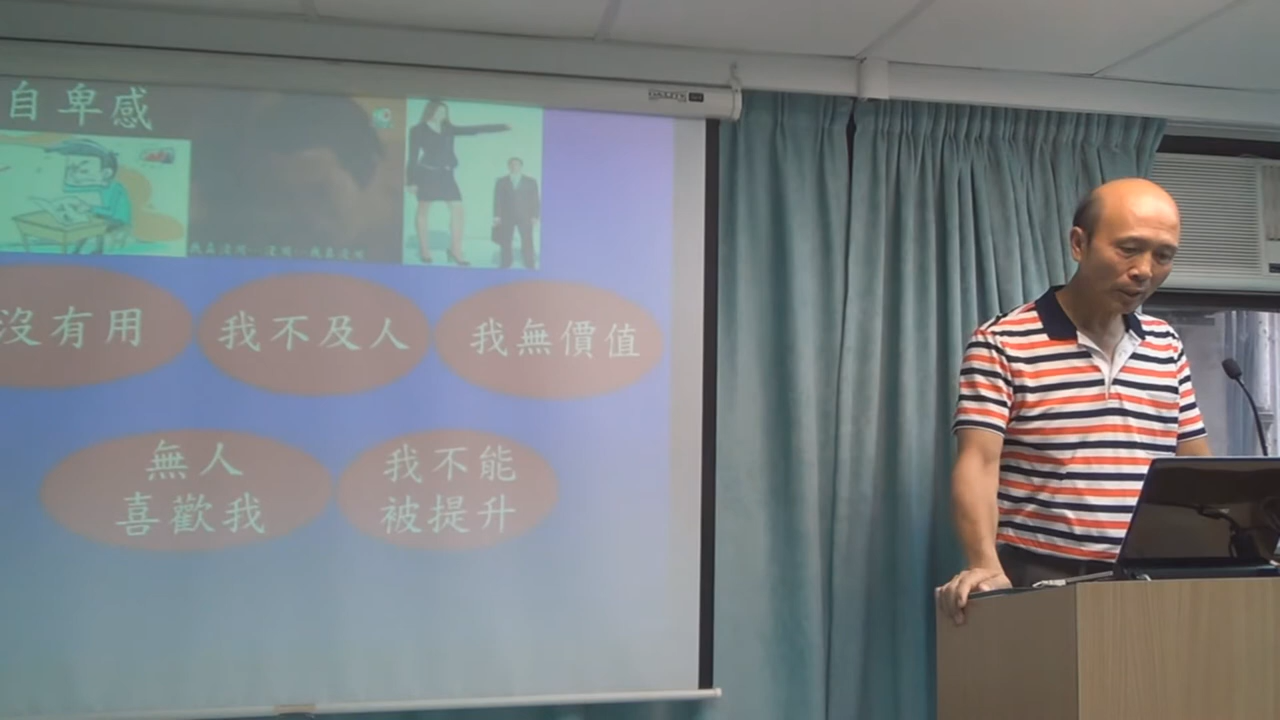 自卑感
沒有用
我不及人
我無價值
無人
喜歡我
我不能
被提升